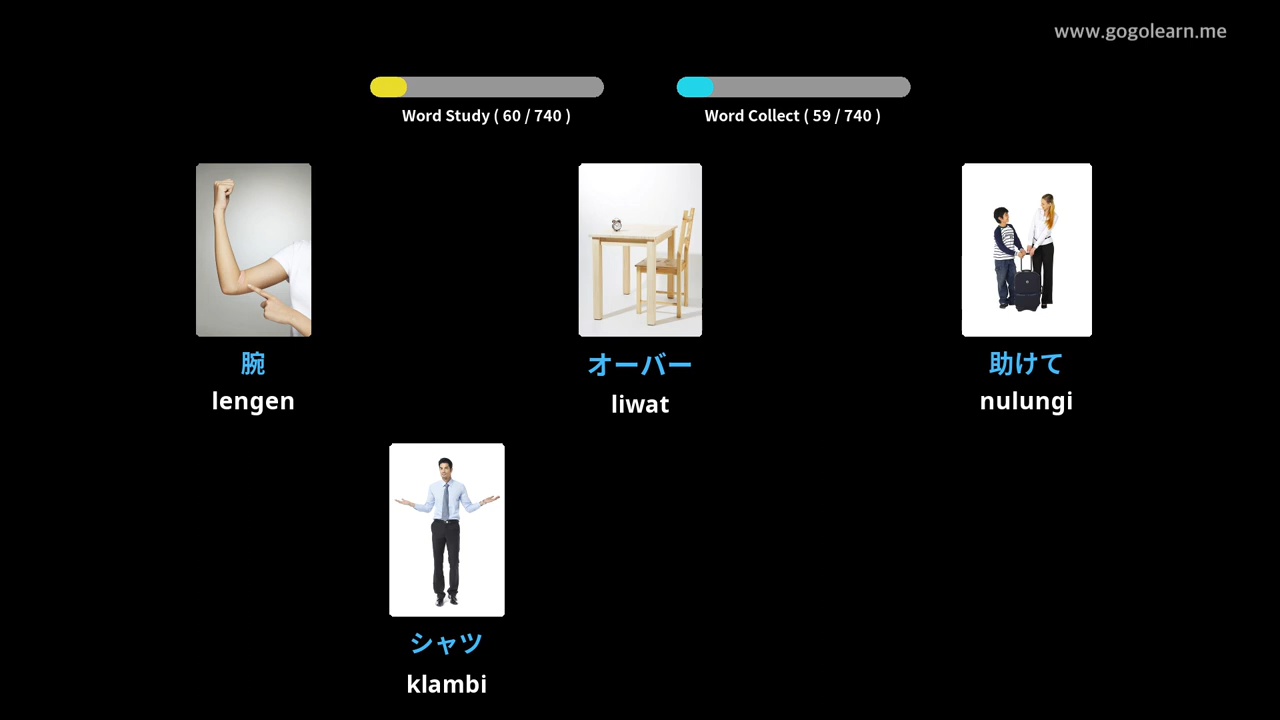 www.gogolearn.me
Word Study ( 60 / 740 )
Word Collect ( 59 / 740 )
腕
lengen
オーバー
liwat
助けて
nulungi
シャツ
klambi